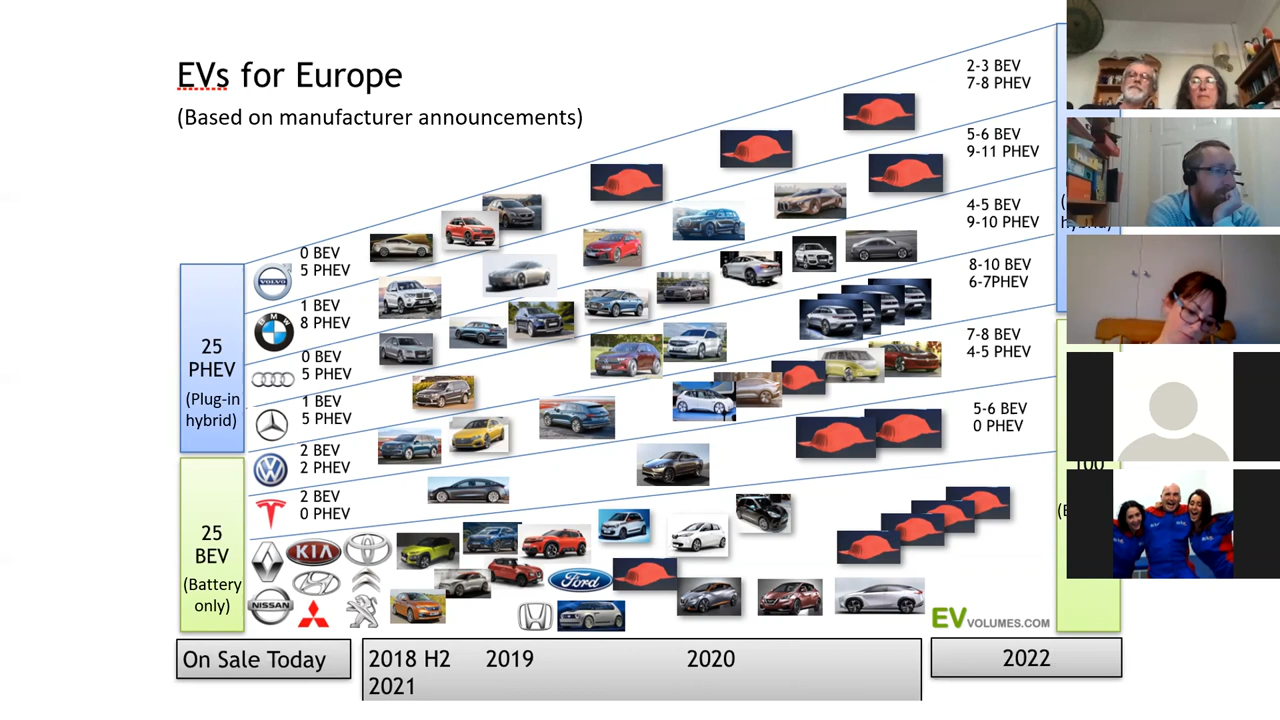 EVs for Europe
(Based on manufacturer announcements)
2-3 BEV
7-8 PHEV
5-6 BEV
9-11 PHEV
4-5 BEV
9-10 PHEV
8-10 BEV
6-7PHEV
7-8 BEV
4-5 PHEV
5-6 BEV
0 PHEV
25
PHEV
(Plug-in
hybrid)
25
BEV
(Battery
only)
VOLVO
0 BEV
5 PHEV
BMW
1 BEV
8 PHEV
0 BEV
5 PHEV
1 BEV
5 PHEV
2 BEV
2 PHEV
2 BEV
0 PHEV
KIA
NISSAN
Ford
100
EVVOLUMES.COM
On Sale Today
2018 H2
2019
2020
2021
2022